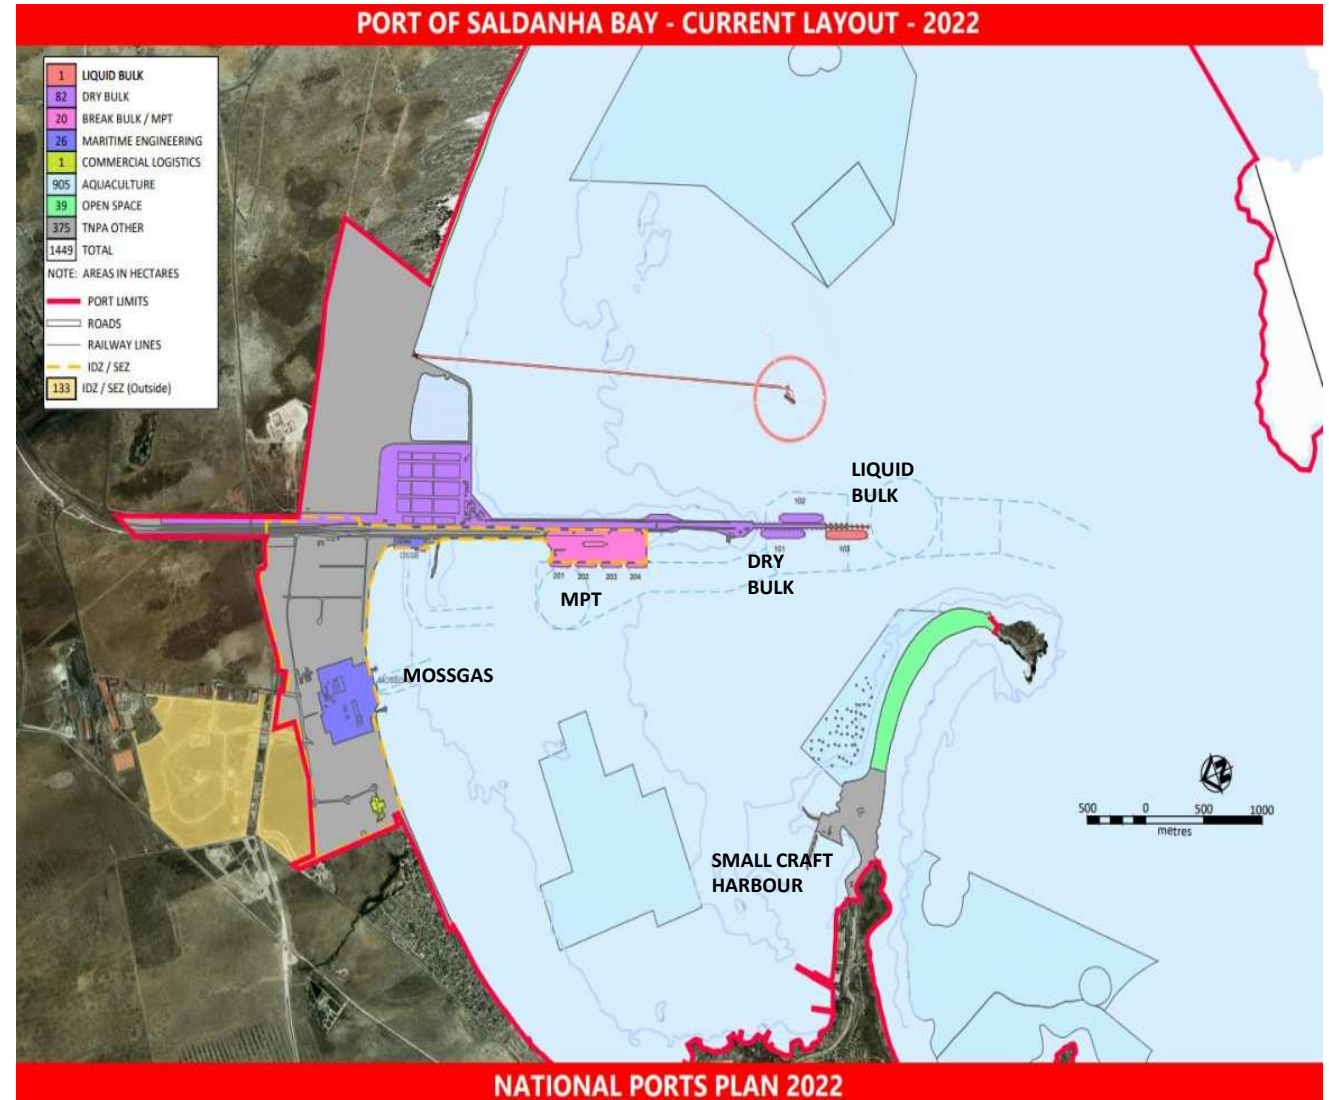 PORT OF SALDANHA BAY - CURRENT LAYOUT - 2022
1 LIQUID BULK
82 DRY BULK
20 BREAK BULK / MPT
26 MARITIME ENGINEERING
1 COMMERCIAL LOGISTICS
905 AQUACULTURE
39 OPEN SPACE
375 TNPA OTHER
1449 TOTAL
NOTE: AREAS IN HECTARES
PORT LIMITS
ROADS
RAILWAY LINES
IDZ / SEZ
133 IDZ / SEZ (Outside)
LIQUID
BULK
102
101
103
OSSB
DRY
BULK
201 202 203 204
MPT
MOSSGAS
SMALL CRAFT
HARBOUR
500 0 500 1000
metres
NATIONAL PORTS PLAN 2022